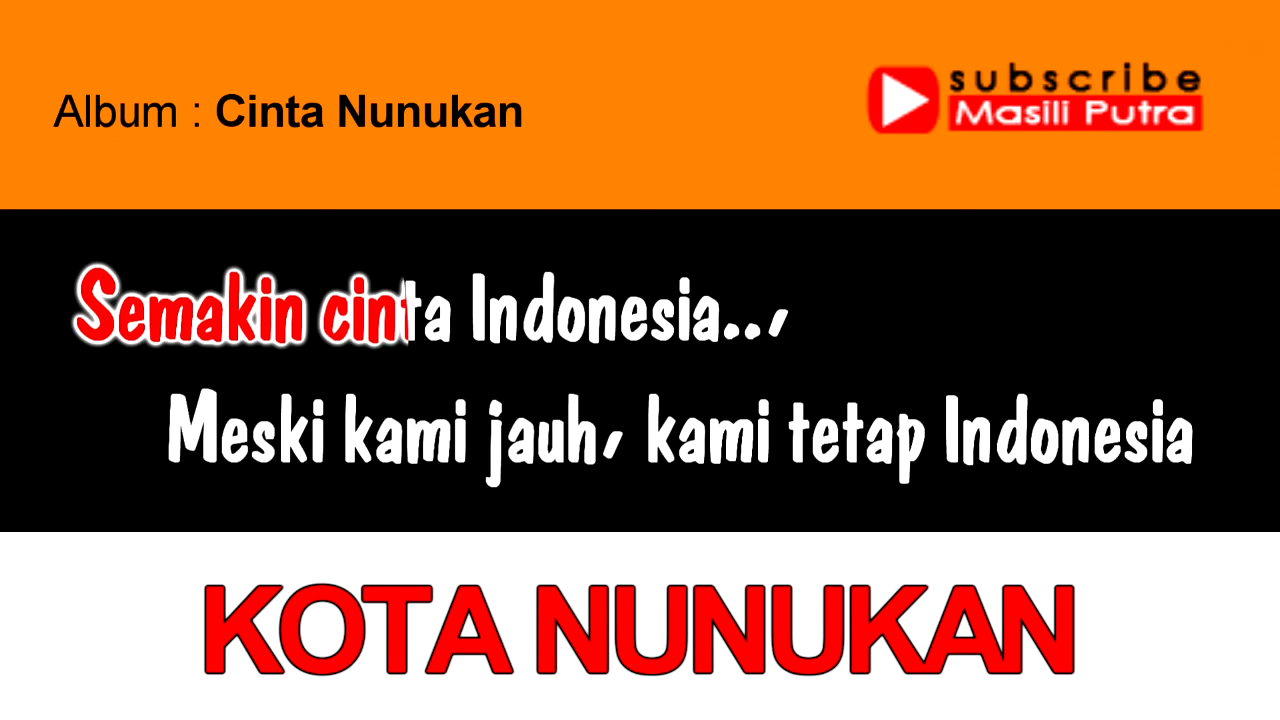 Album : Cinta Nunukan
subscribe
Masili Putra
Semakin cinta Indonesia..,
Meski kami jauh, kami tetap Indonesia
KOTA NUNUKAN